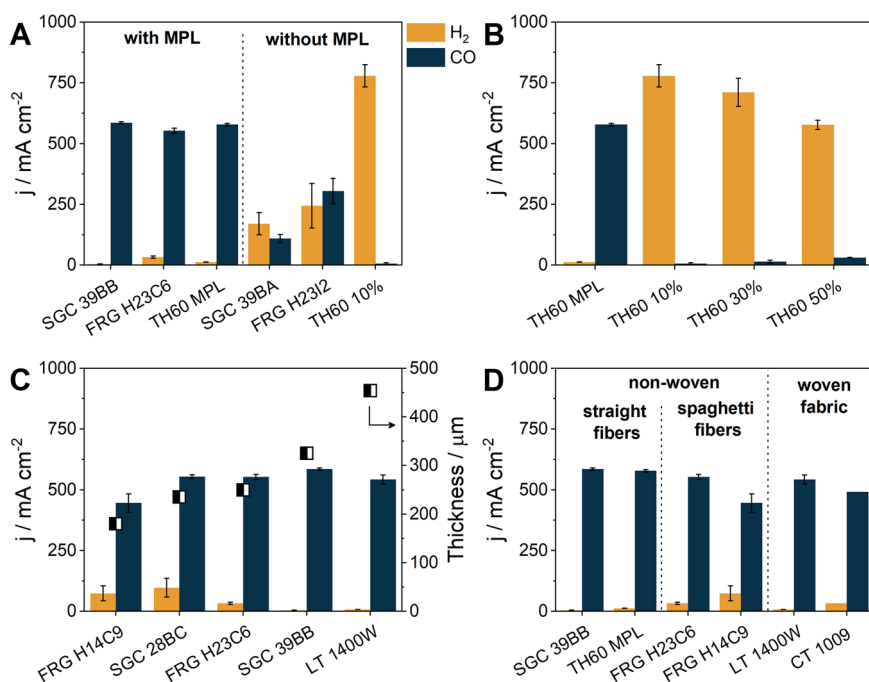 A
with MPL
without MPL
H₂
CO
j / mA cm⁻²
1000
750
500
250
0
SGC 39BB
FRG H23C6
TH60 MPL
SGC 39BA
FRG H23I2
TH60 10%
B
j / mA cm⁻²
1000
750
500
250
0
TH60 MPL
TH60 10%
TH60 30%
TH60 50%
C
j / mA cm⁻²
1000
750
500
250
0
500
400
300
200
100
0
Thickness / μm
FRG H14C9
SGC 28BC
FRG H23C6
SGC 39BB
LT 1400W
D
non-woven
woven
fabric
straight
fibers
spaghetti
fibers
j / mA cm⁻²
1000
750
500
250
0
SGC 39BB
TH60 MPL
FRG H23C6
FRG H14C9
LT 1400W
CT 1009